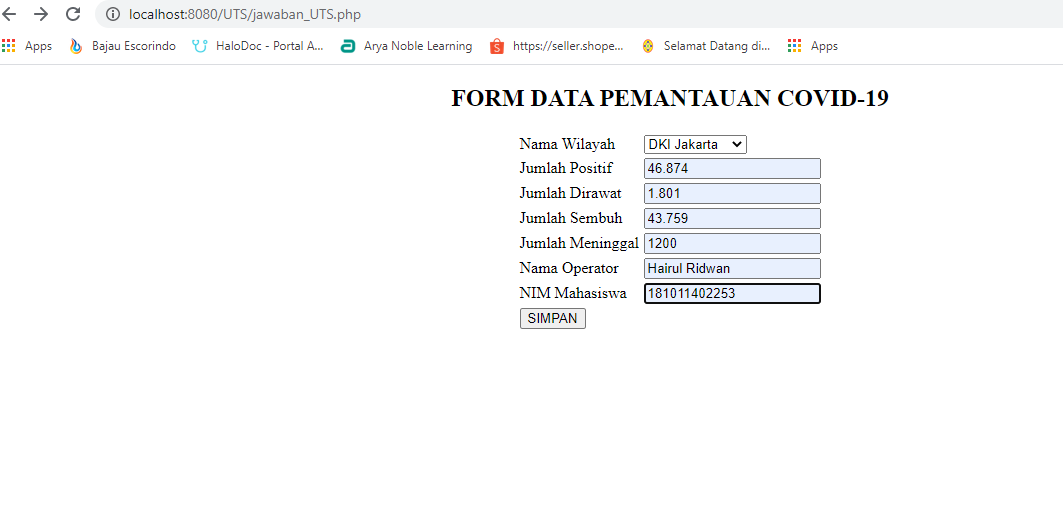 localhost:8080/UTS/jawaban_UTS.php
Apps Bajau Escorindo HaloDoc - Portal A... Arya Noble Learning https://seller.shope... Selamat Datang di... Apps
FORM DATA PEMANTAUAN COVID-19
Nama Wilayah DKI Jakarta
Jumlah Positif 46.874
Jumlah Dirawat 1.801
Jumlah Sembuh 43.759
Jumlah Meninggal 1200
Nama Operator Hairul Ridwan
NIM Mahasiswa 181011402253
SIMPAN